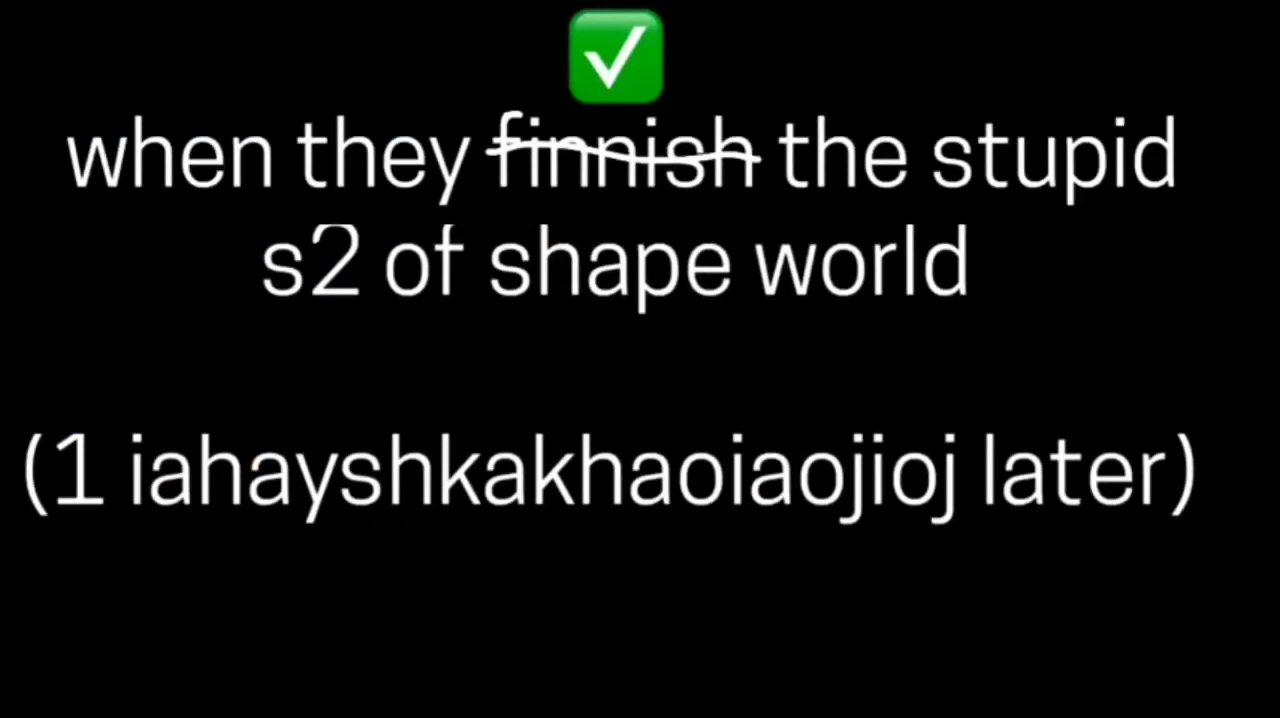 ✅
when they finnish the stupid
s2 of shape world
(1 iahayshkakhaoiaojioj later)